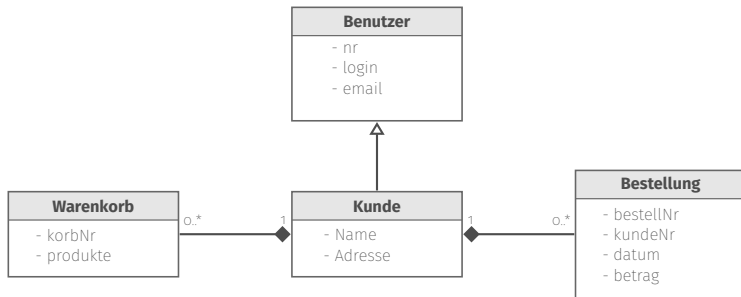 Benutzer
- nr
- login
- email
Warenkorb
- korbNr
- produkte
0..*
1
Kunde
- Name
- Adresse
1
0..*
Bestellung
- bestellNr
- kundeNr
- datum
- betrag